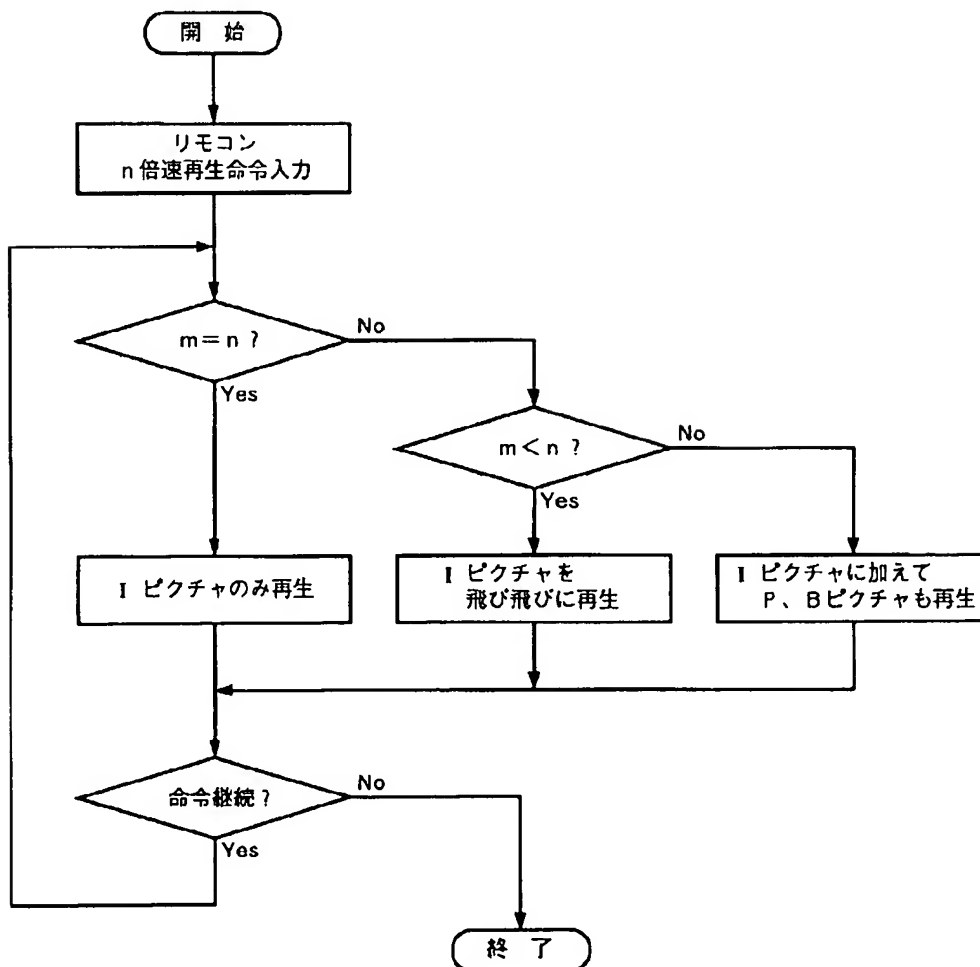 開始
リモコン
n倍速再生命令入力
m=n?
No
Yes
m<n?
No
Yes
I ピクチャのみ再生
I ピクチャを
飛び飛びに再生
I ピクチャに加えて
P、Bピクチャも再生
命令継続?
No
Yes
終了